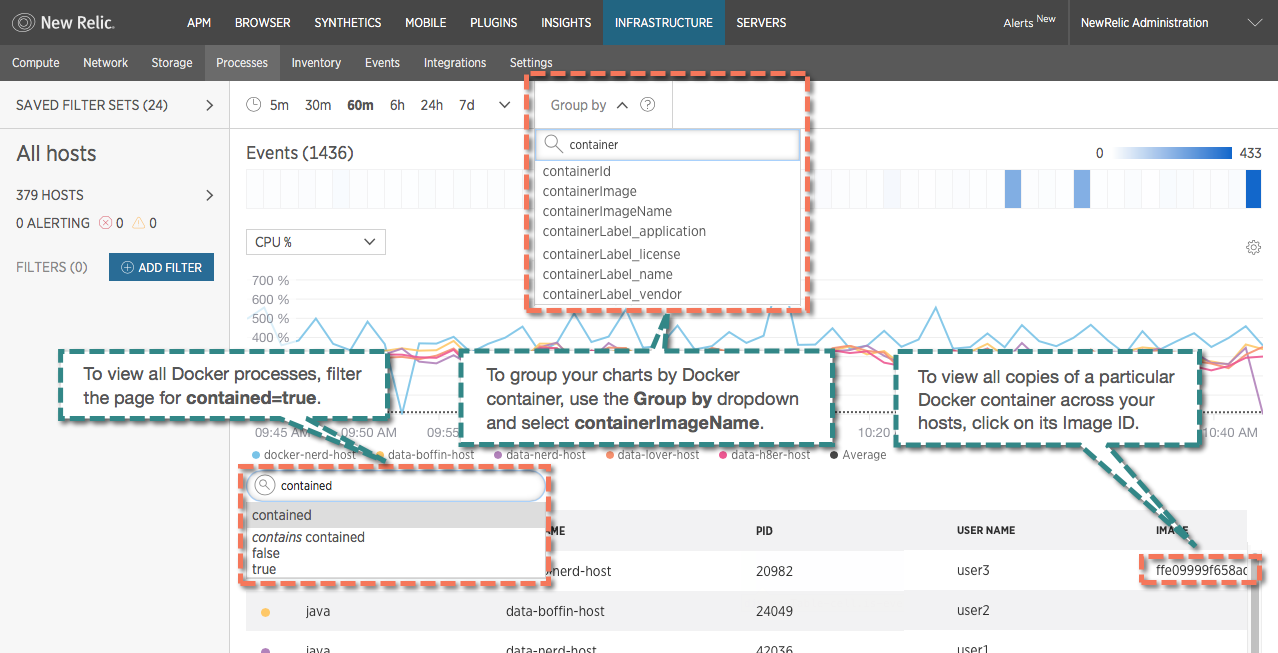 New Relic.
APM BROWSER SYNTHETICS MOBILE PLUGINS INSIGHTS INFRASTRUCTURE SERVERS Alerts New NewRelic Administration
Compute Network Storage Processes Inventory Events Integrations Settings
SAVED FILTER SETS (24)
5m 30m 60m 6h 24h 7d
Group by ?
container
containerId
containerImage
containerImageName
containerLabel_application
containerLabel_license
containerLabel_name
containerLabel_vendor
All hosts
379 HOSTS
0 ALERTING 0 0
FILTERS (0) ADD FILTER
Events (1436)
0 433
CPU %
700 %
600 %
500 %
400 %
To view all Docker processes, filter
the page for contained=true.
To group your charts by Docker
container, use the Group by dropdown
and select containerImageName.
To view all copies of a particular
Docker container across your
hosts, click on its Image ID.
09:45 AM 09:50 AM 09:55 10:20 10:40 AM
docker-nerd-host data-boffin-host data-nerd-host data-lover-host data-h8er-host Average
contained
contained
contains contained
false
true
PID USER NAME
nerd-host 20982 user3 ffe09999f658ac
java data-boffin-host 24049 user2
java data-nerd-host 42036 user1